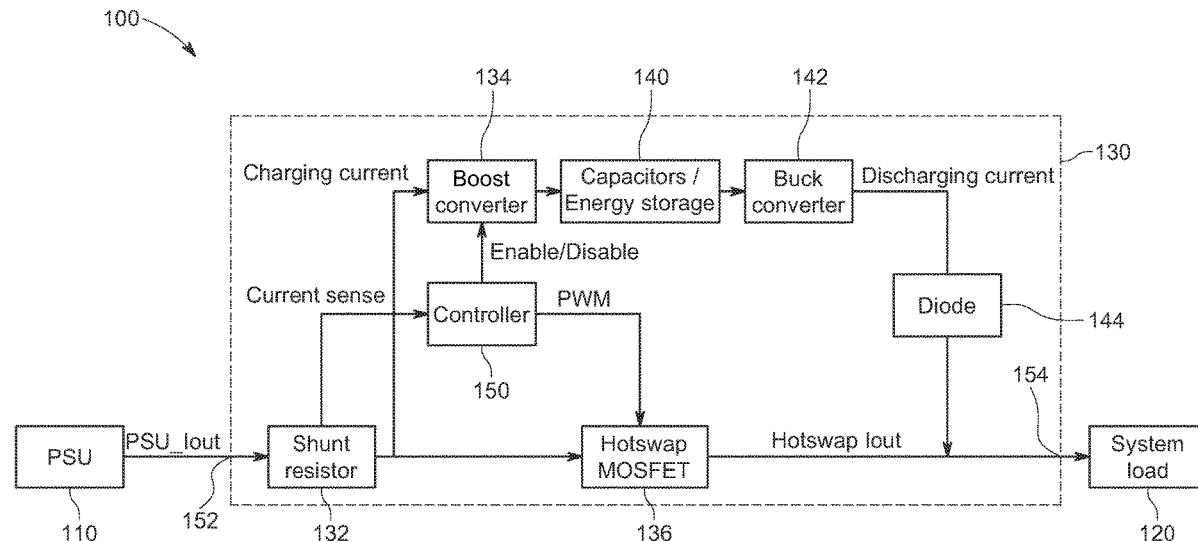 100
134
140
142
130
Charging current
Boost
converter
Capacitors /
Energy storage
Buck
converter
Discharging current
Enable/Disable
Current sense
Controller
PWM
Diode
144
150
154
PSU
PSU_Iout
Shunt
resistor
Hotswap
MOSFET
Hotswap Iout
System
load
110
152
132
136
120